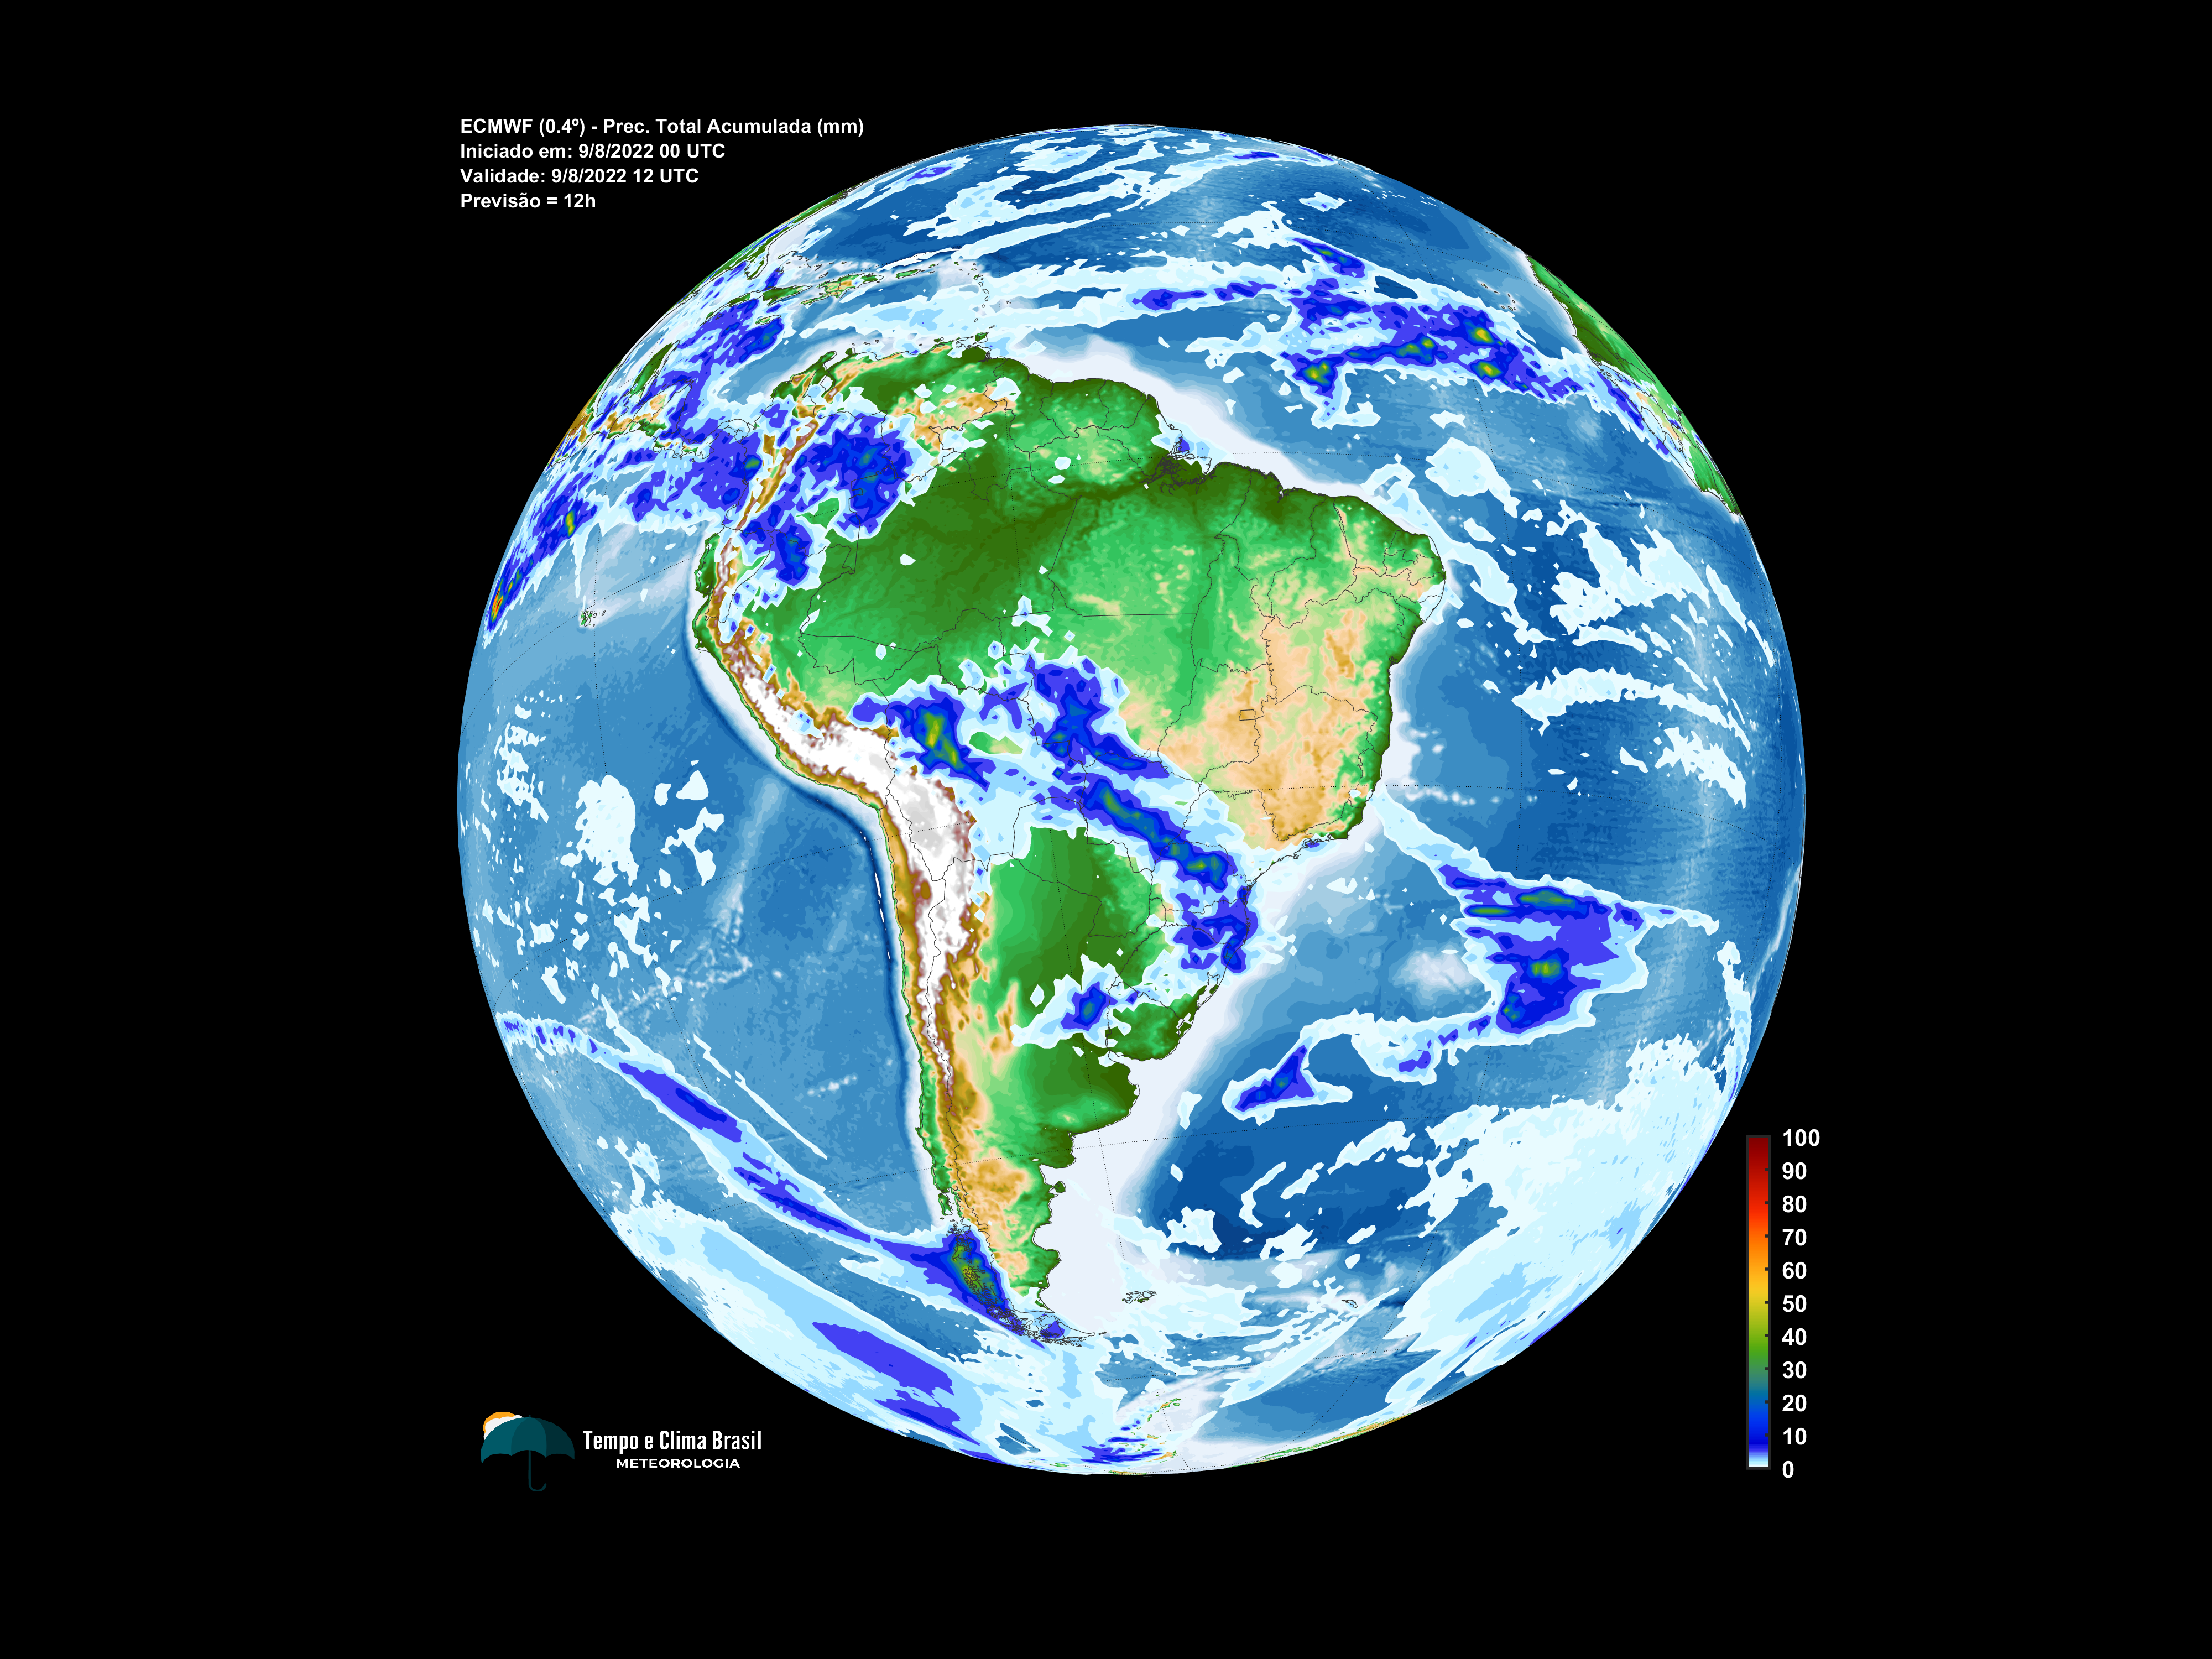 ECMWF (0.4º) - Prec. Total Acumulada (mm)
Iniciado em: 9/8/2022 00 UTC
Validade: 9/8/2022 12 UTC
Previsão = 12h
100
90
80
70
60
50
40
30
20
10
0
Tempo e Clima Brasil
METEOROLOGIA